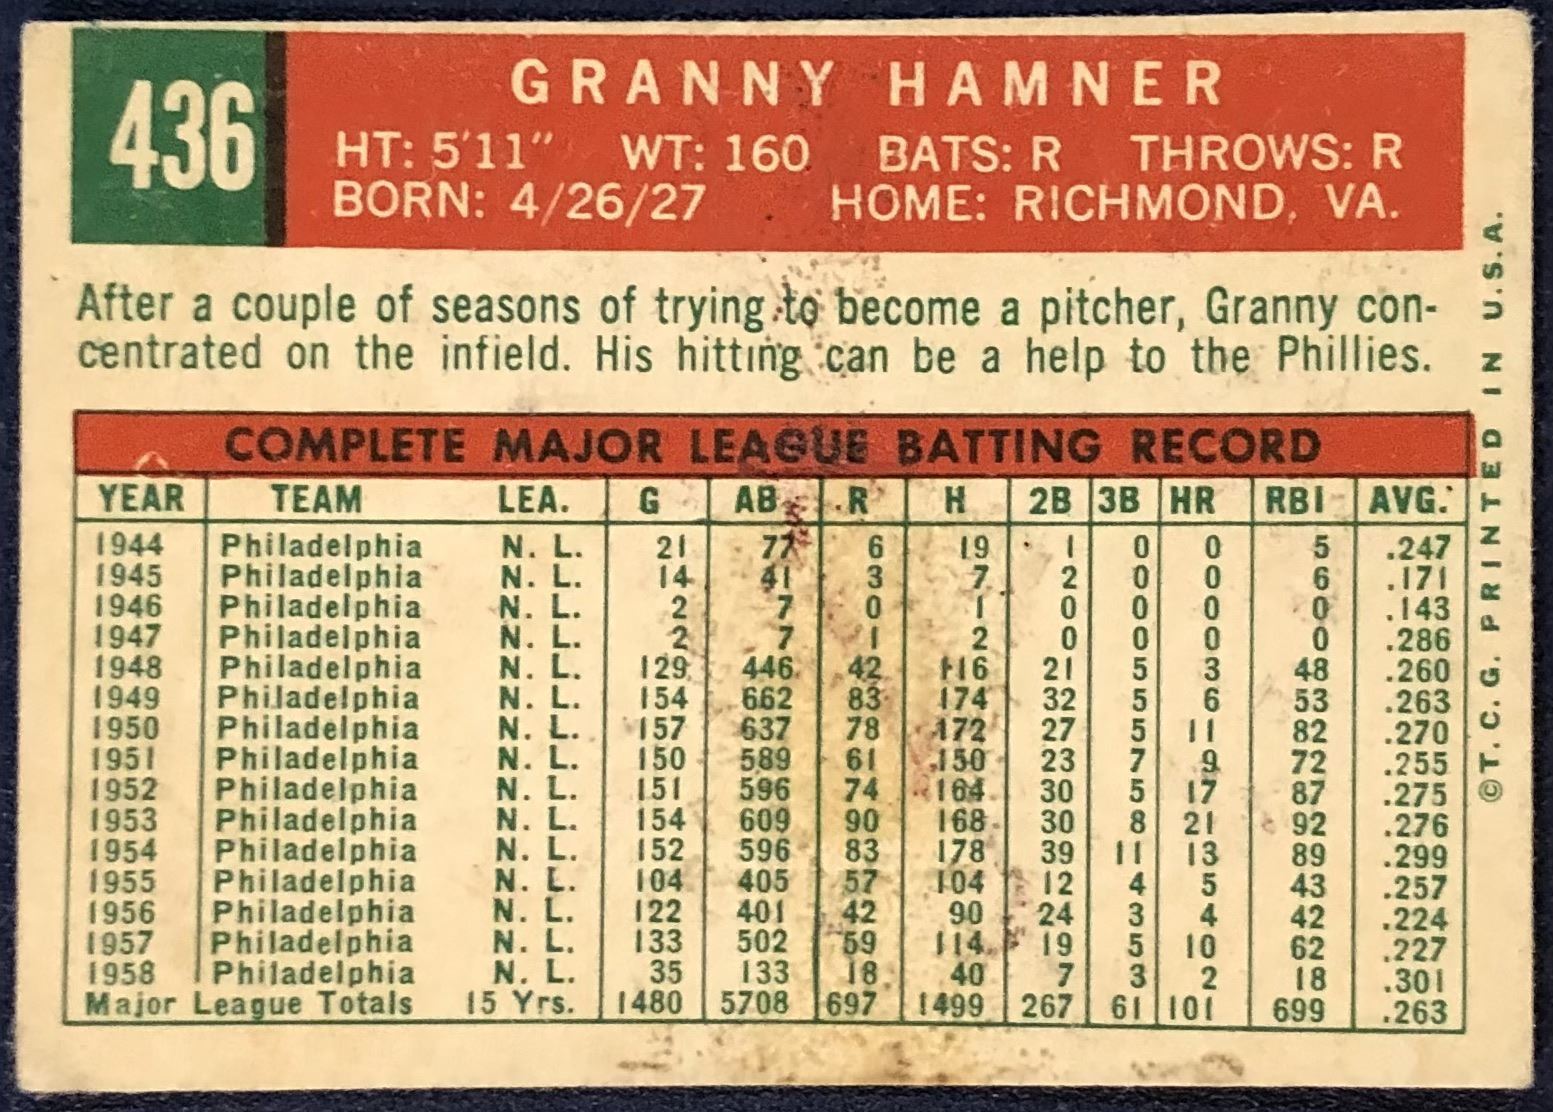 436
GRANNY HAMNER
HT: 5'11" WT: 160 BATS: R THROWS: R
BORN: 4/26/27 HOME: RICHMOND, VA.
After a couple of seasons of trying to become a pitcher, Granny con-
centrated on the infield. His hitting can be a help to the Phillies.
COMPLETE MAJOR LEAGUE BATTING RECORD
YEAR TEAM LEA. G AB R H 2B 3B HR RBI AVG.
1944 Philadelphia N. L. 21 77 6 19 1 0 0 5 .247
1945 Philadelphia N. L. 14 41 3 7 2 0 0 6 .171
1946 Philadelphia N. L. 2 7 0 1 0 0 0 0 .143
1947 Philadelphia N. L. 2 7 1 2 0 0 0 0 .286
1948 Philadelphia N. L. 129 446 42 116 21 5 3 48 .260
1949 Philadelphia N. L. 154 662 83 174 32 5 6 53 .263
1950 Philadelphia N. L. 157 637 78 172 27 5 11 82 .270
1951 Philadelphia N. L. 150 589 61 150 23 7 9 72 .255
1952 Philadelphia N. L. 151 596 74 164 30 5 17 87 .275
1953 Philadelphia N. L. 154 609 90 168 30 8 21 92 .276
1954 Philadelphia N. L. 152 596 83 178 39 11 13 89 .299
1955 Philadelphia N. L. 104 405 57 104 12 4 5 43 .257
1956 Philadelphia N. L. 122 401 42 90 24 3 4 42 .224
1957 Philadelphia N. L. 133 502 59 114 19 5 10 62 .227
1958 Philadelphia N. L. 35 133 18 40 7 3 2 18 .301
Major League Totals 15 Yrs. 1480 5708 697 1499 267 61 101 699 .263
©T. C. G. PRINTED IN U.S.A.